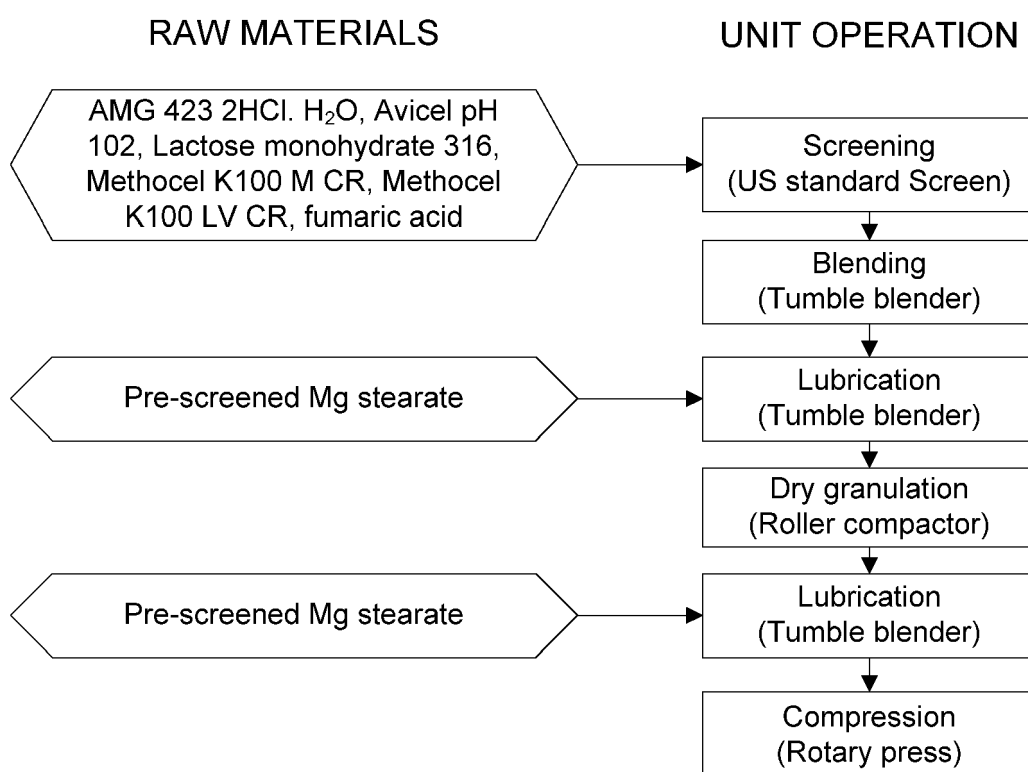 RAW MATERIALS
UNIT OPERATION
AMG 423 2HCl. H₂O, Avicel pH
102, Lactose monohydrate 316,
Methocel K100 M CR, Methocel
K100 LV CR, fumaric acid
Screening
(US standard Screen)
Blending
(Tumble blender)
Pre-screened Mg stearate
Lubrication
(Tumble blender)
Dry granulation
(Roller compactor)
Pre-screened Mg stearate
Lubrication
(Tumble blender)
Compression
(Rotary press)